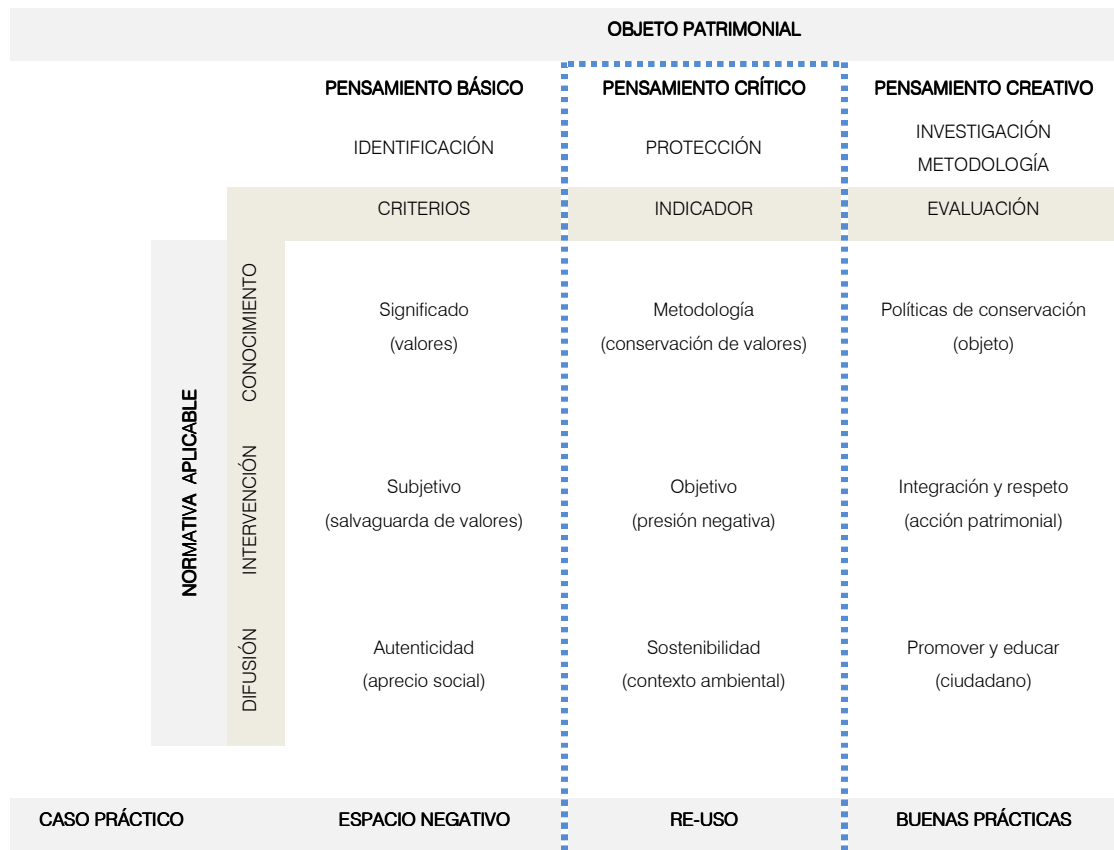 OBJETO PATRIMONIAL
PENSAMIENTO BÁSICO
PENSAMIENTO CRÍTICO
PENSAMIENTO CREATIVO
IDENTIFICACIÓN
PROTECCIÓN
INVESTIGACIÓN
METODOLOGÍA
CRITERIOS
INDICADOR
EVALUACIÓN
NORMATIVA APLICABLE
CONOCIMIENTO
Significado
(valores)
Metodología
(conservación de valores)
Políticas de conservación
(objeto)
INTERVENCIÓN
Subjetivo
(salvaguarda de valores)
Objetivo
(presión negativa)
Integración y respeto
(acción patrimonial)
DIFUSIÓN
Autenticidad
(aprecio social)
Sostenibilidad
(contexto ambiental)
Promover y educar
(ciudadano)
CASO PRÁCTICO
ESPACIO NEGATIVO
RE-USO
BUENAS PRÁCTICAS